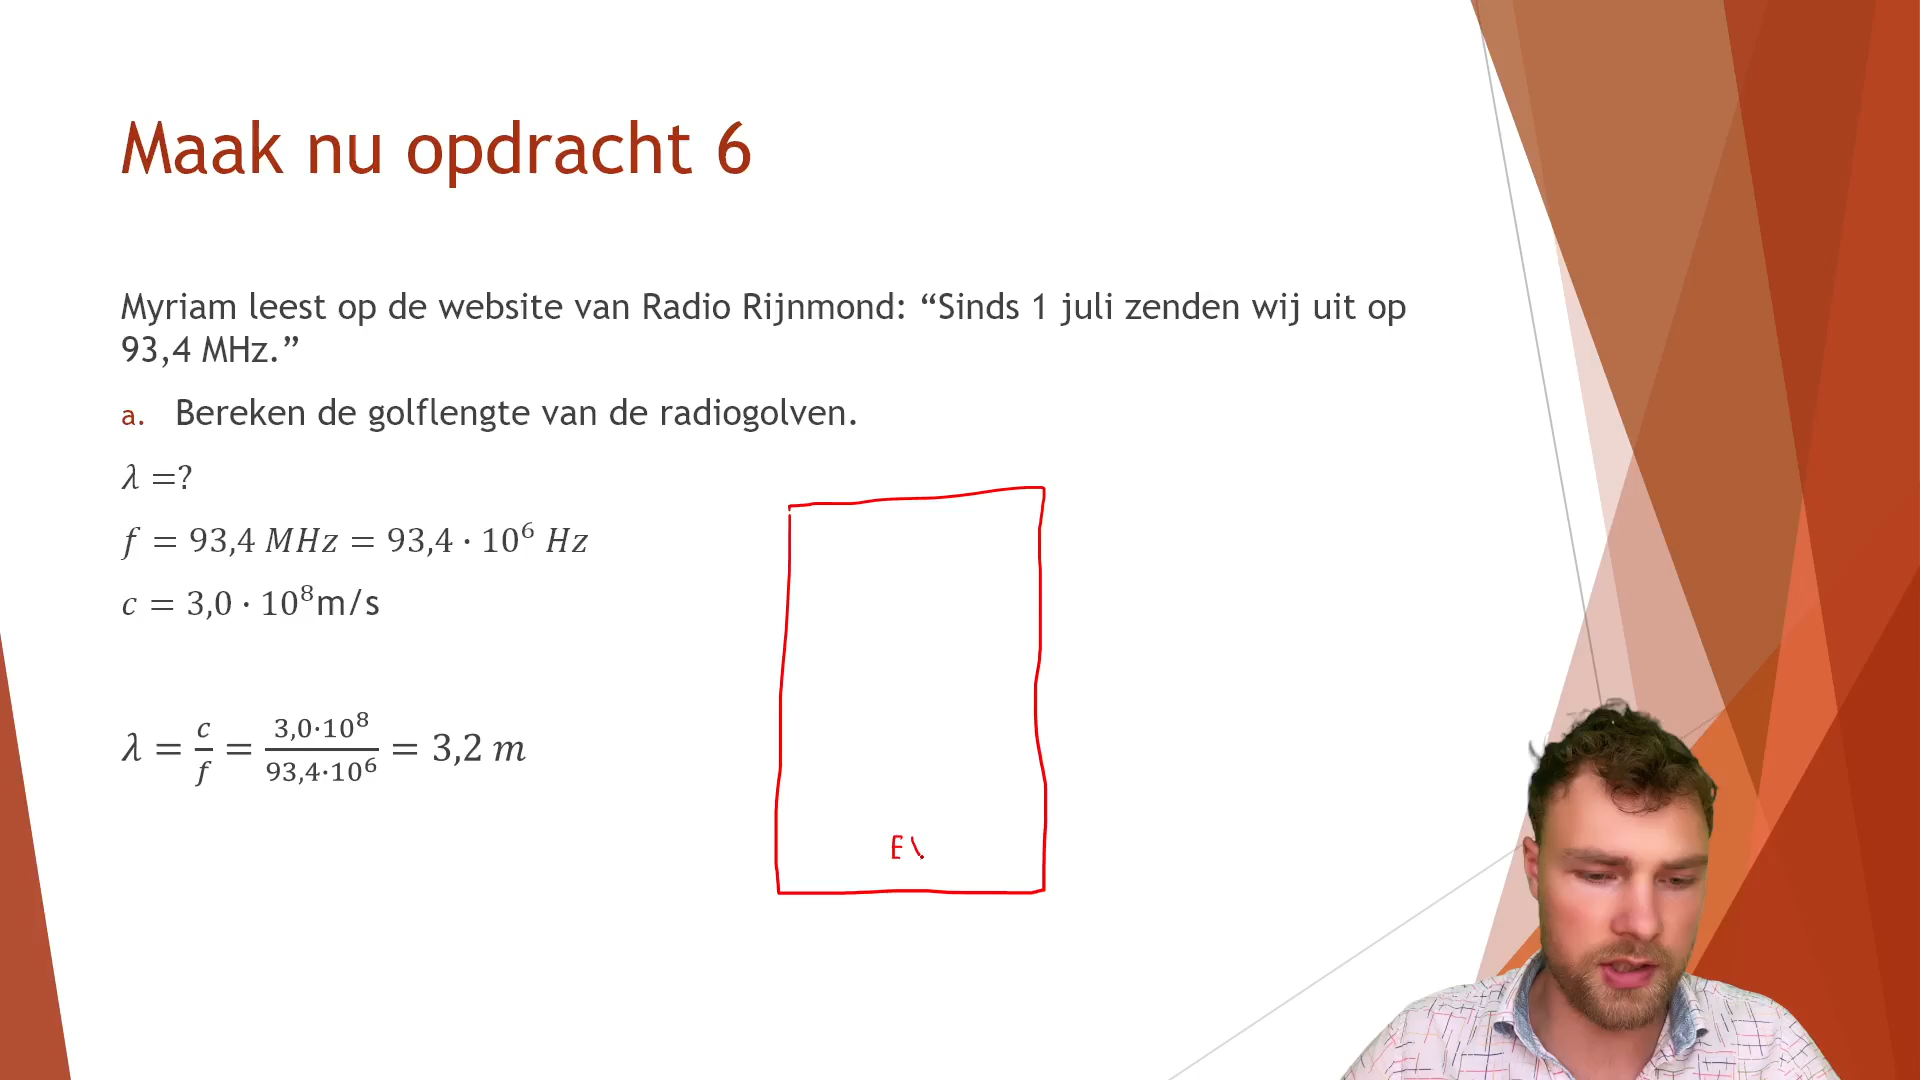 Maak nu opdracht 6
Myriam leest op de website van Radio Rijnmond: “Sinds 1 juli zenden wij uit op
93,4 MHz.”
a. Bereken de golflengte van de radiogolven.
λ =?
f = 93,4 MHz = 93,4 · 10⁶ Hz
c = 3,0 · 10⁸m/s
λ = c/f = 3,0·10⁸/93,4·10⁶ = 3,2 m
E\